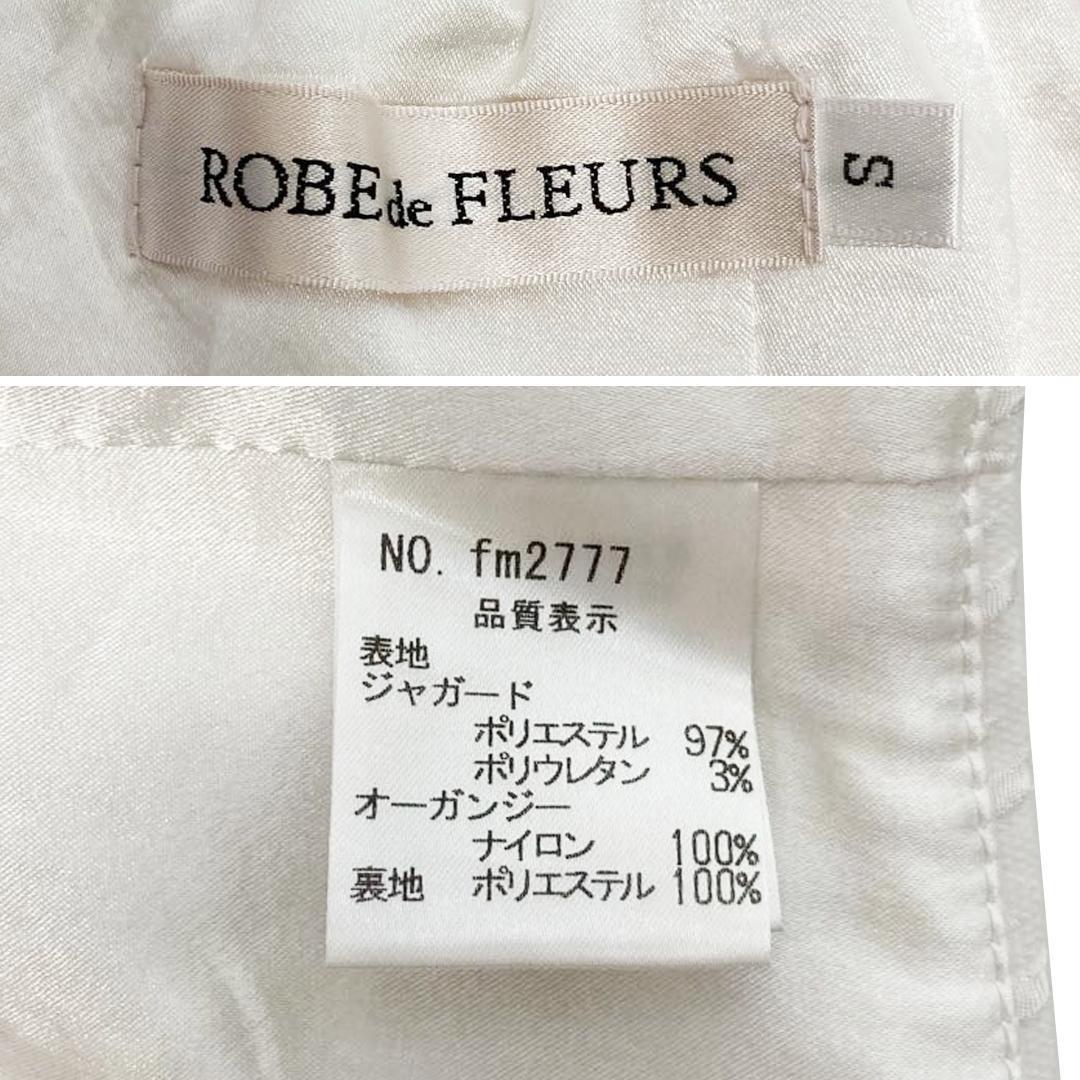 ROBE de FLEURS
S
NO. fm2777
品質表示
表地
ジャガード
ポリエステル 97%
ポリウレタン 3%
オーガンジー
ナイロン 100%
裏地 ポリエステル 100%